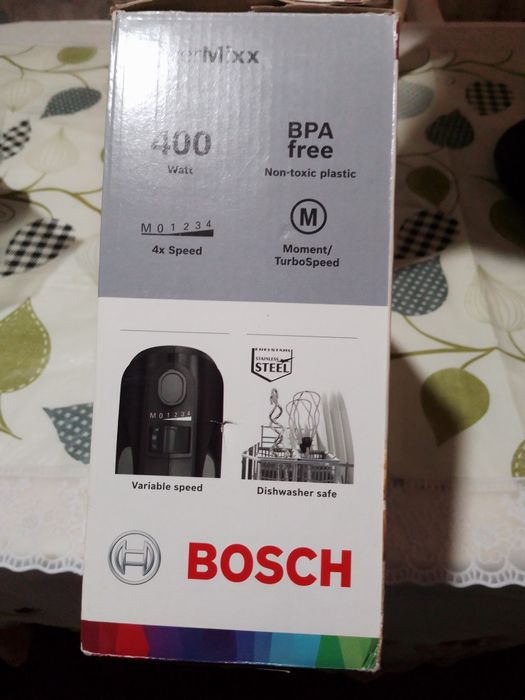 400
Watt
BPA
free
Non-toxic plastic
M 0 1 2 3 4
4x Speed
M
Moment/
TurboSpeed
M 0 1 2 3 4
Variable speed
EDELSTAHL
STAINLESS
STEEL
Dishwasher safe
BOSCH